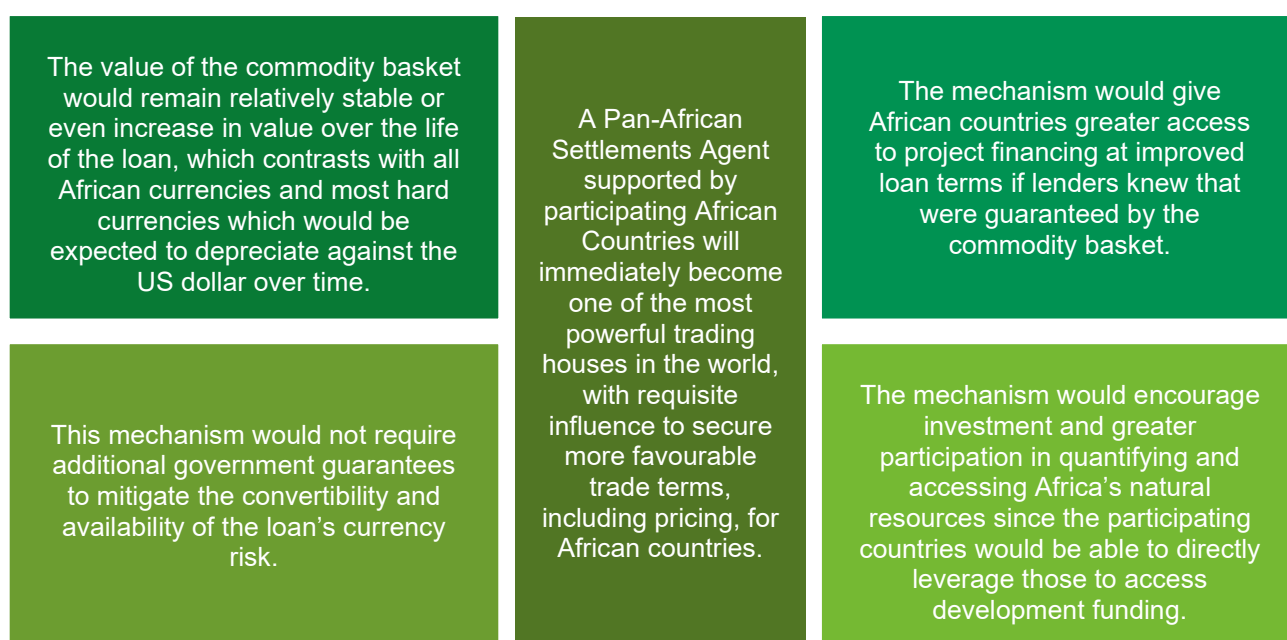 The value of the commodity basket
would remain relatively stable or
even increase in value over the life
of the loan, which contrasts with all
African currencies and most hard
currencies which would be
expected to depreciate against the
US dollar over time.
This mechanism would not require
additional government guarantees
to mitigate the convertibility and
availability of the loan’s currency
risk.
A Pan-African
Settlements Agent
supported by
participating African
Countries will
immediately become
one of the most
powerful trading
houses in the world,
with requisite
influence to secure
more favourable
trade terms,
including pricing, for
African countries.
The mechanism would give
African countries greater access
to project financing at improved
loan terms if lenders knew that
were guaranteed by the
commodity basket.
The mechanism would encourage
investment and greater
participation in quantifying and
accessing Africa’s natural
resources since the participating
countries would be able to directly
leverage those to access
development funding.